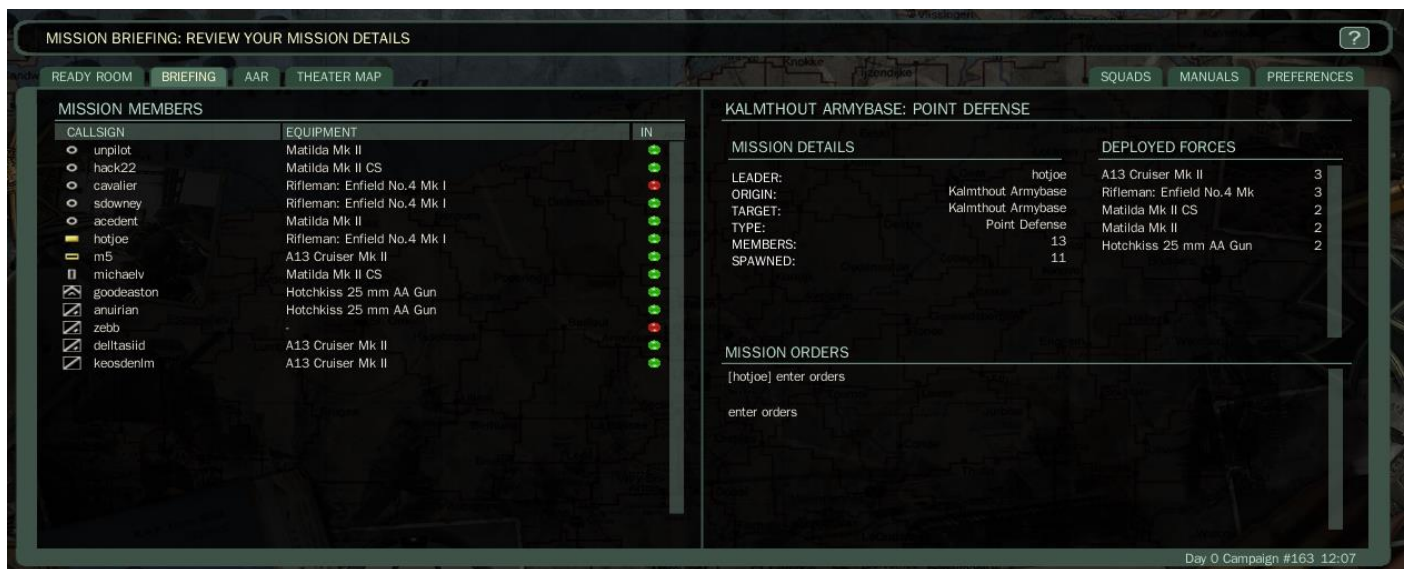 MISSION BRIEFING: REVIEW YOUR MISSION DETAILS
?
READY ROOM BRIEFING AAR THEATER MAP SQUADS MANUALS PREFERENCES
MISSION MEMBERS
CALLSIGN EQUIPMENT IN
unpilot Matilda Mk II
hack22 Matilda Mk II CS
cavalier Rifleman: Enfield No.4 Mk I
sdowney Rifleman: Enfield No.4 Mk I
acedent Matilda Mk II
hotjoe Rifleman: Enfield No.4 Mk I
m5 A13 Cruiser Mk II
michaelv Matilda Mk II CS
goodeaston Hotchkiss 25 mm AA Gun
anuirian Hotchkiss 25 mm AA Gun
zebb -
delltasiid A13 Cruiser Mk II
keosdenlm A13 Cruiser Mk II
KALMTHOUT ARMYBASE: POINT DEFENSE
MISSION DETAILS
LEADER: hotjoe
ORIGIN: Kalmthout Armybase
TARGET: Kalmthout Armybase
TYPE: Point Defense
MEMBERS: 13
SPAWNED: 11
DEPLOYED FORCES
A13 Cruiser Mk II 3
Rifleman: Enfield No.4 Mk 3
Matilda Mk II CS 2
Matilda Mk II 2
Hotchkiss 25 mm AA Gun 2
MISSION ORDERS
[hotjoe] enter orders
enter orders
Day 0 Campaign #163 12:07